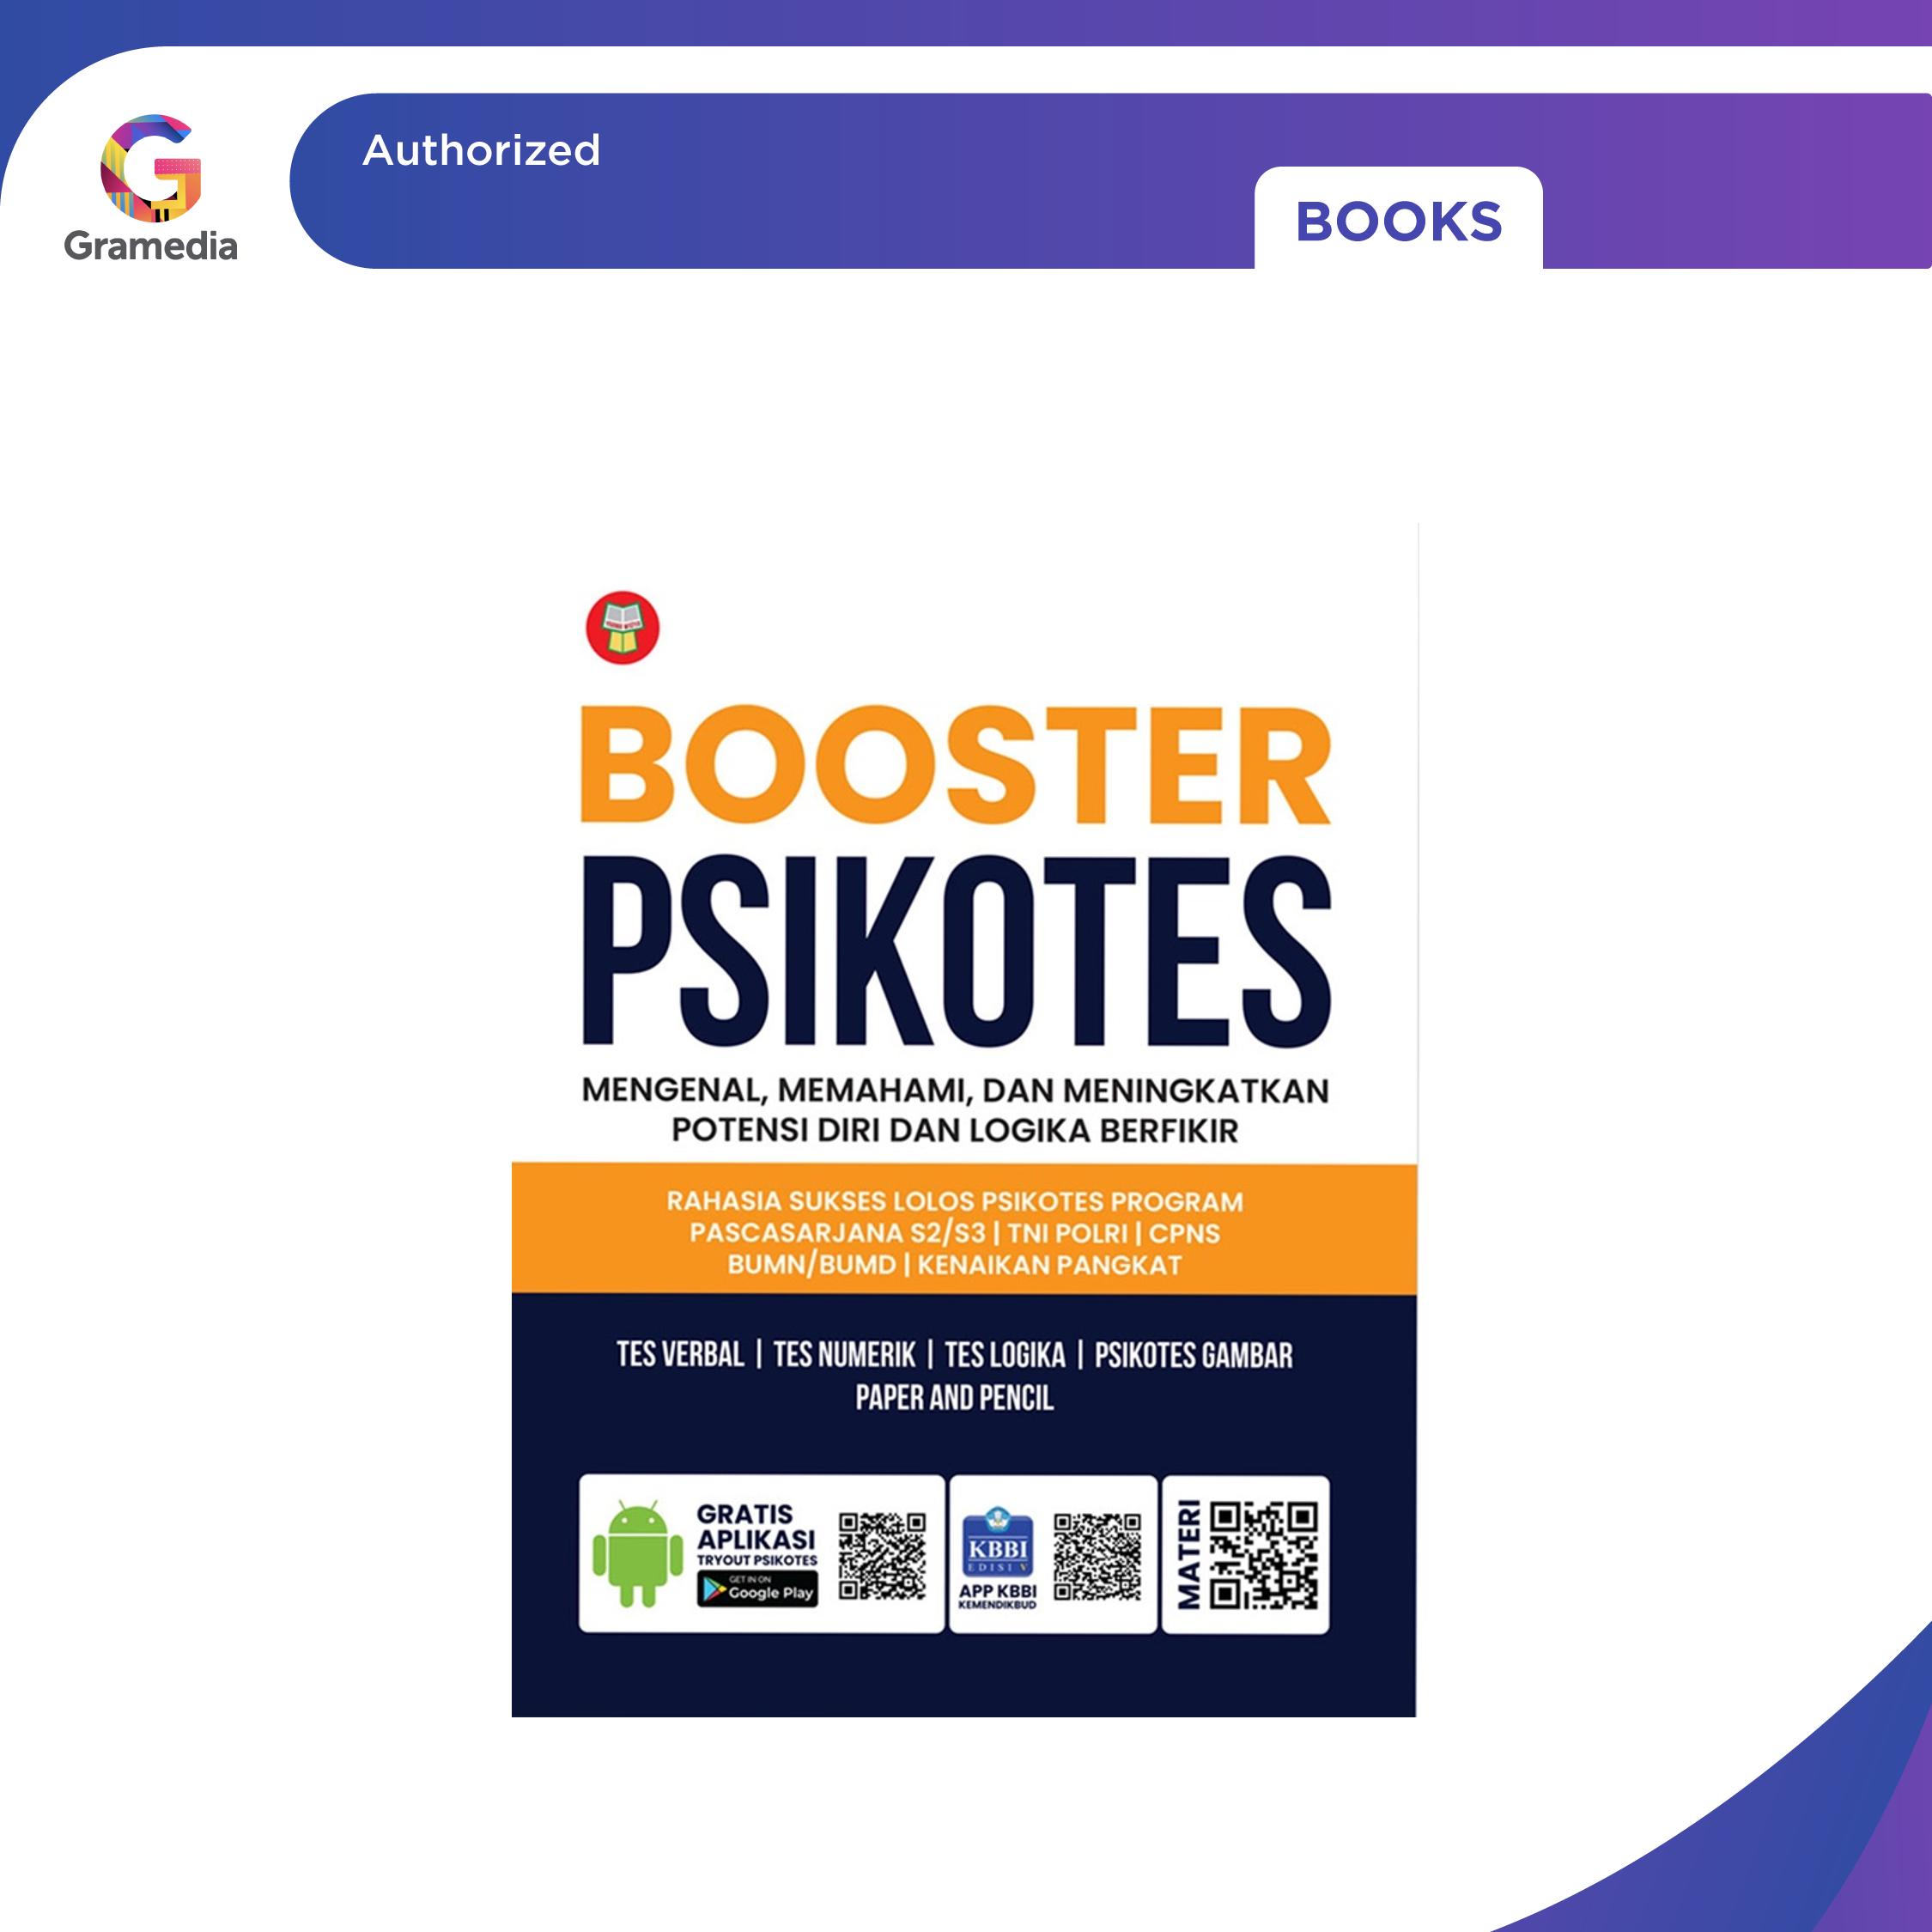 Gramedia
Authorized
BOOKS
BOOSTER
PSIKOTES
MENGENAL, MEMAHAMI, DAN MENINGKATKAN
POTENSI DIRI DAN LOGIKA BERFIKIR
RAHASIA SUKSES LOLOS PSIKOTES PROGRAM
PASCASARJANA S2/S3 | TNI POLRI | CPNS
BUMN/BUMD | KENAIKAN PANGKAT
TES VERBAL | TES NUMERIK | TES LOGIKA | PSIKOTES GAMBAR
PAPER AND PENCIL
GRATIS
APLIKASI
TRYOUT PSIKOTES
GET IN ON
Google Play
KBBI
EDISI V
APP KBBI
KEMENDIKBUD
MATERI